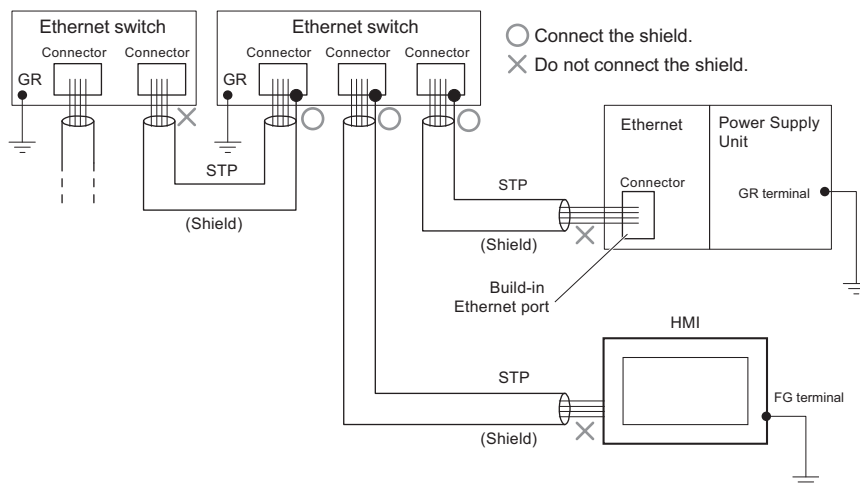 Ethernet switch
Connector Connector
GR
Ethernet switch
Connector Connector Connector
GR
Connect the shield.
Do not connect the shield.
STP
(Shield)
Ethernet
Power Supply
Unit
Connector
GR terminal
STP
(Shield)
Build-in
Ethernet port
HMI
STP
(Shield)
FG terminal